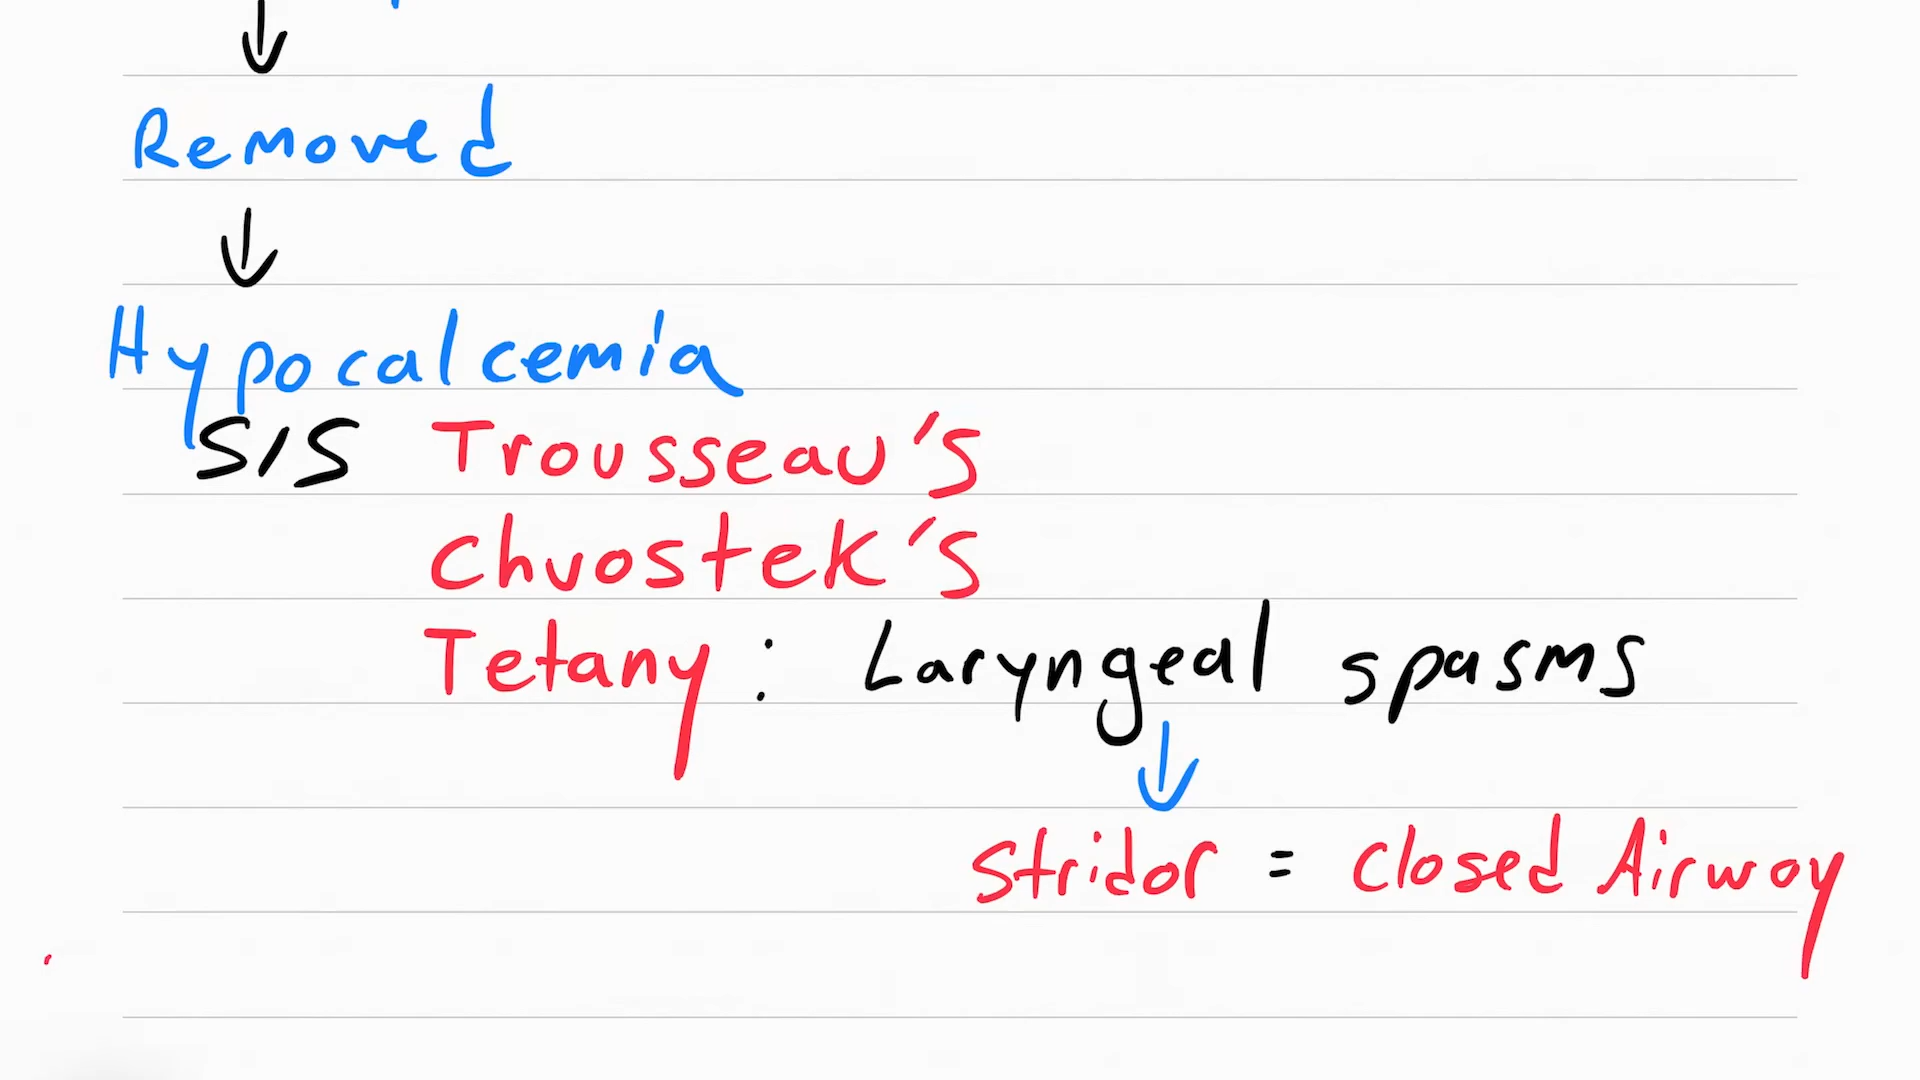 ↓
Removed
↓
Hypocalcemia
S/S Trousseau's
Chvostek's
Tetany : Laryngeal spasms
↓
Stridor = Closed Airway